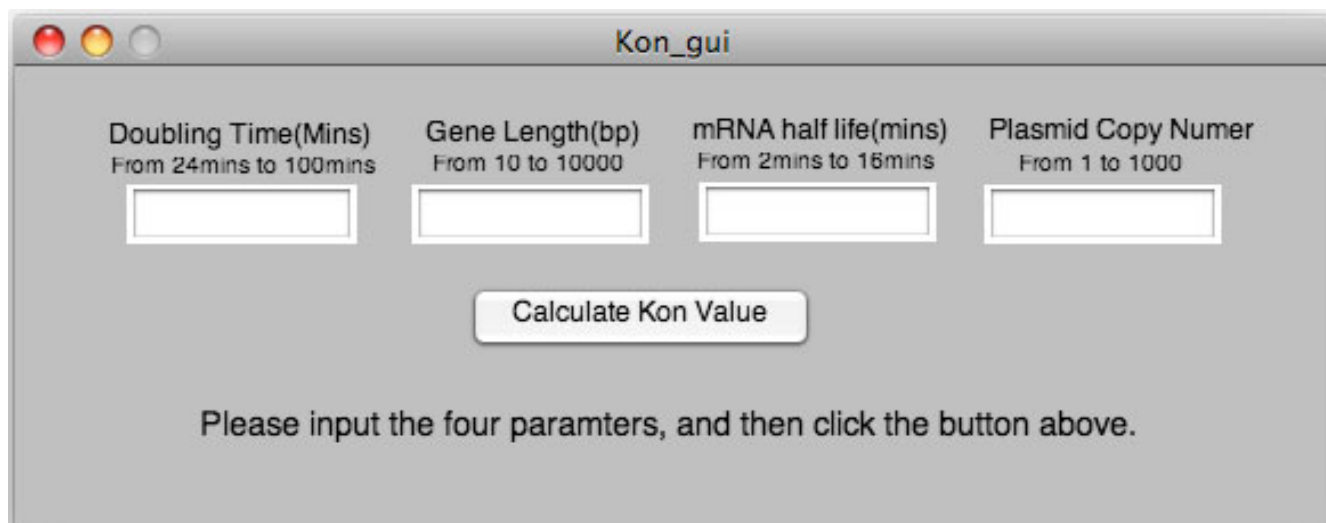 Kon_gui
Doubling Time(Mins)
From 24mins to 100mins
Gene Length(bp)
From 10 to 10000
mRNA half life(mins)
From 2mins to 16mins
Plasmid Copy Numer
From 1 to 1000
Calculate Kon Value
Please input the four paramters, and then click the button above.